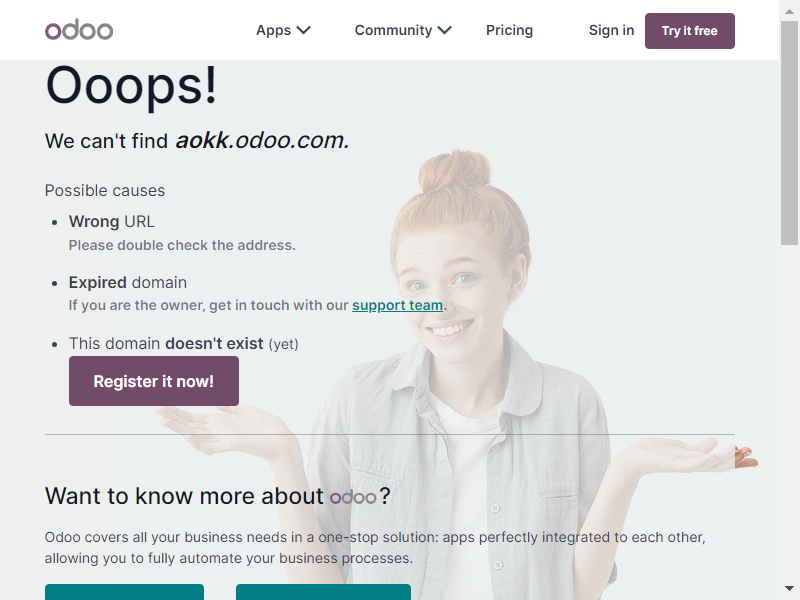 odoo Apps Community Pricing Sign in Try it free
Ooops!
We can't find aokk.odoo.com.
Possible causes
• Wrong URL
Please double check the address.
• Expired domain
If you are the owner, get in touch with our support team.
• This domain doesn't exist (yet)
Register it now!
Want to know more about odoo?
Odoo covers all your business needs in a one-stop solution: apps perfectly integrated to each other,
allowing you to fully automate your business processes.